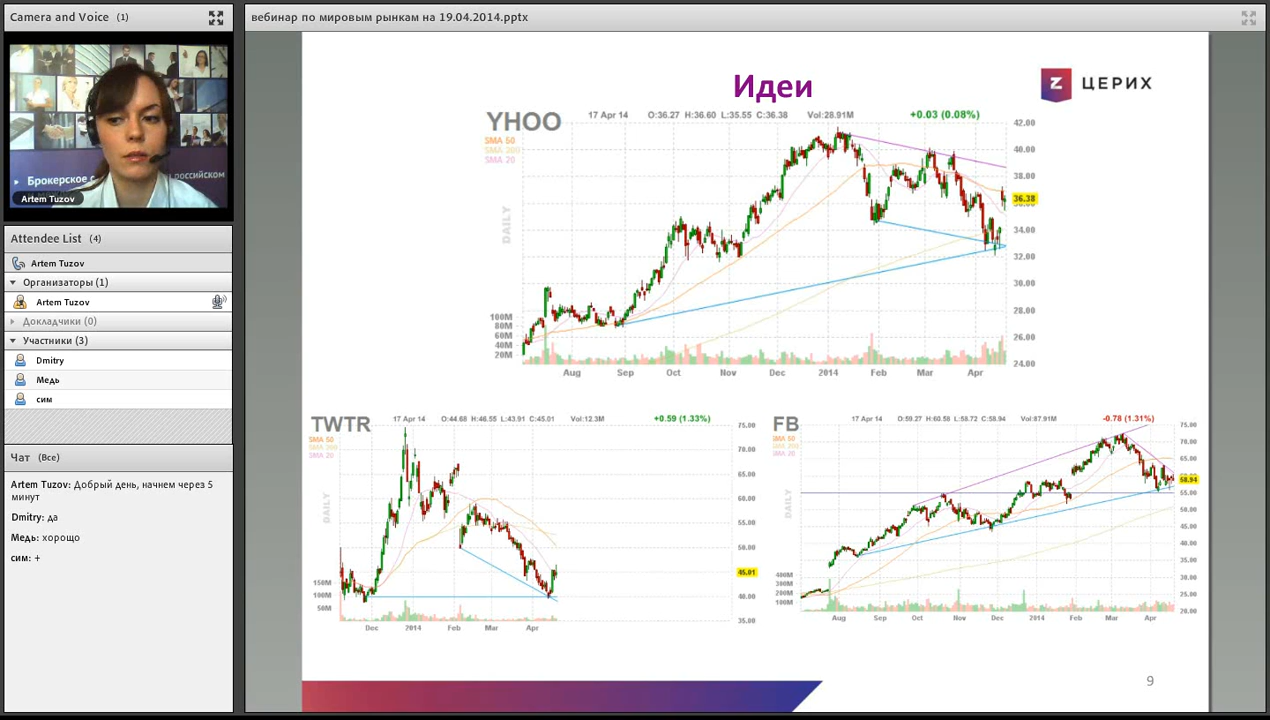 Camera and Voice (1)
вебинар по мировым рынкам на 19.04.2014.pptx
Брокерское с
российском
Artem Tuzov
Attendee List (4)
Artem Tuzov
Организаторы (1)
Artem Tuzov
Докладчики (0)
Участники (3)
Dmitry
Медь
сим
Чат (Все)
Artem Tuzov: Добрый день, начнем через 5
минут
Dmitry: да
Медь: хорошо
сим: +
Идеи
Z ЦЕРИХ
YHOO 17 Apr 14 O:36.27 H:36.60 L:35.55 C:36.38 Vol:28.91M +0.03 (0.08%)
SMA 50
SMA 200
SMA 20
DAILY
42.00
40.00
38.00
36.38
36.00
34.00
32.00
30.00
28.00
26.00
24.00
100M
80M
60M
40M
20M
Aug Sep Oct Nov Dec 2014 Feb Mar Apr
TWTR 17 Apr 14 O:44.68 H:46.55 L:43.91 C:45.01 Vol:12.3M +0.59 (1.33%)
SMA 50
SMA 200
SMA 20
DAILY
75.00
70.00
65.00
60.00
55.00
50.00
45.01
40.00
35.00
150M
100M
50M
Dec 2014 Feb Mar Apr
FB 17 Apr 14 O:59.27 H:60.58 L:58.72 C:58.94 Vol:87.91M -0.78 (1.31%)
SMA 50
SMA 200
SMA 20
DAILY
75.00
70.00
65.00
58.94
55.00
50.00
45.00
40.00
35.00
30.00
25.00
20.00
400M
300M
200M
100M
Aug Sep Oct Nov Dec 2014 Feb Mar Apr
9